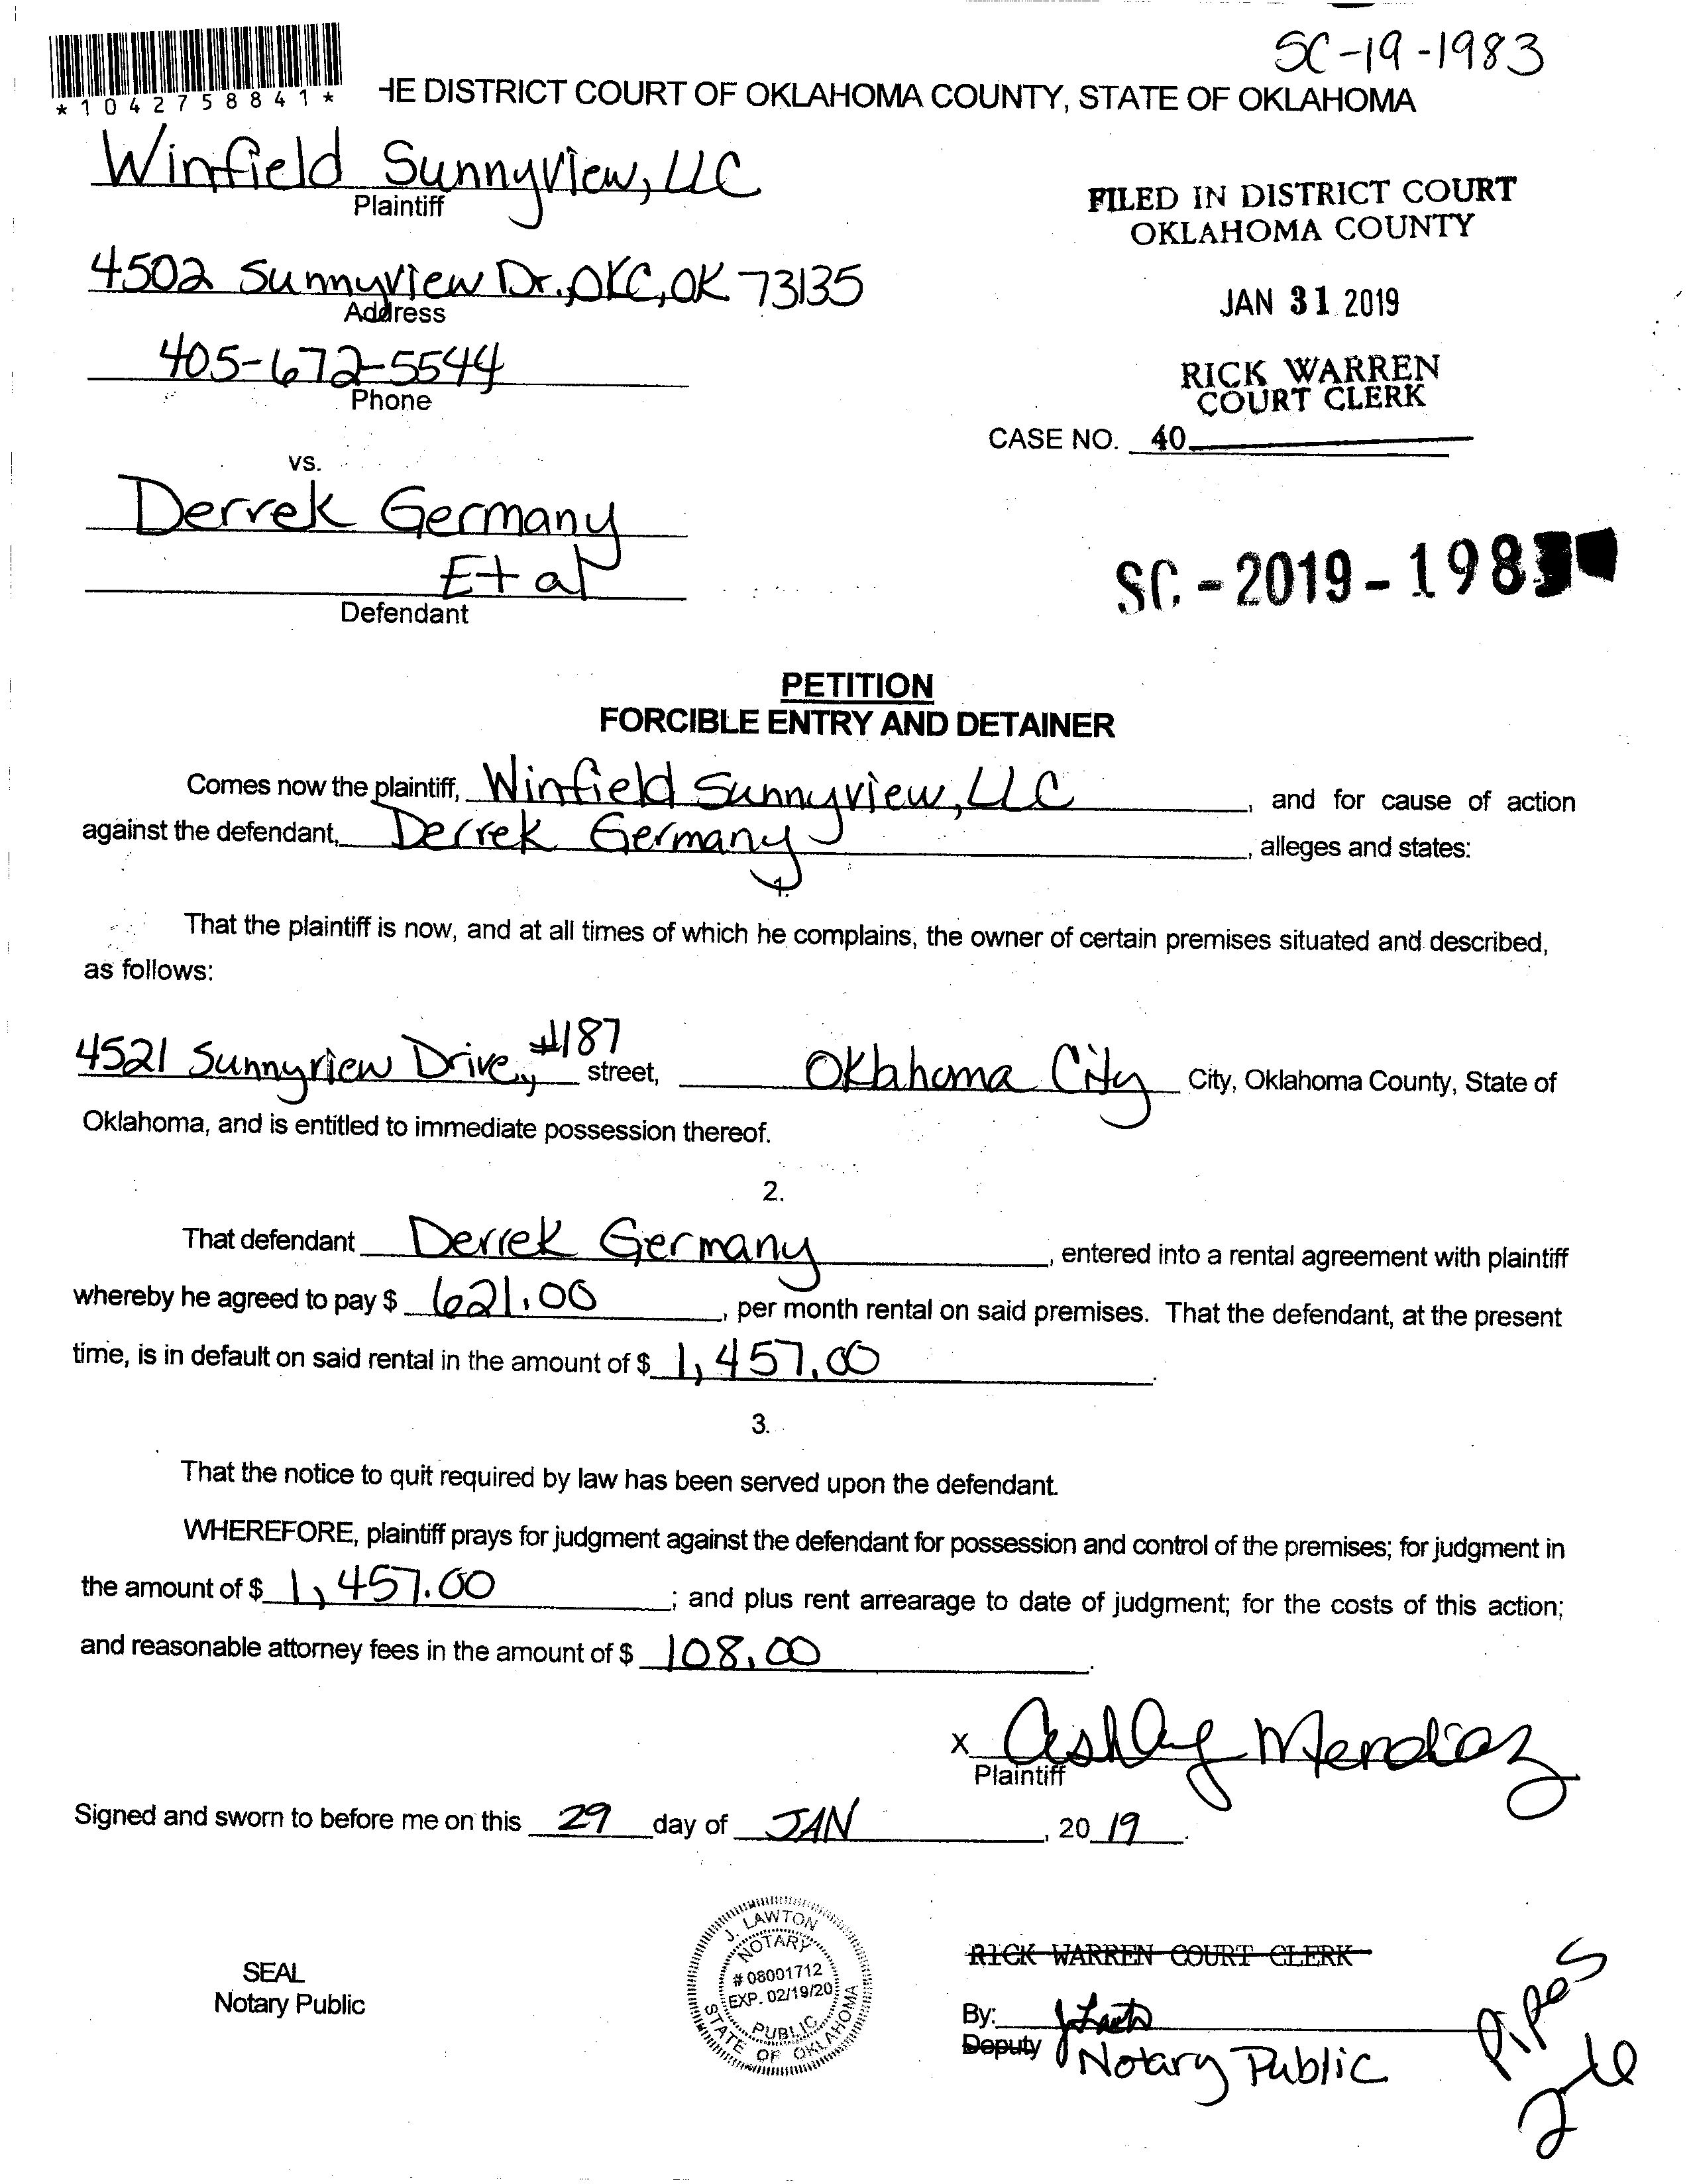 SC-19-1983
*1042758841*
HE DISTRICT COURT OF OKLAHOMA COUNTY, STATE OF OKLAHOMA
Winfield Sunnyview, LLC
Plaintiff
FILED IN DISTRICT COURT
OKLAHOMA COUNTY
4502 Sunnyview Dr., OKC, OK 73135
Address
JAN 31 2019
405-672-5544
Phone
RICK WARREN
COURT CLERK
CASE NO. 40
vs.
Derrek Germany
Et al
Defendant
SC-2019-198
PETITION
FORCIBLE ENTRY AND DETAINER
Comes now the plaintiff, Winfield Sunnyview, LLC, and for cause of action
against the defendant, Derrek Germany, alleges and states:
1.
That the plaintiff is now, and at all times of which he complains, the owner of certain premises situated and described,
as follows:
4521 Sunnyview Drive, #187 street, Oklahoma City City, Oklahoma County, State of
Oklahoma, and is entitled to immediate possession thereof.
2.
That defendant Derrek Germany, entered into a rental agreement with plaintiff
whereby he agreed to pay $ 621.00, per month rental on said premises. That the defendant, at the present
time, is in default on said rental in the amount of $ 1,457.00.
3.
That the notice to quit required by law has been served upon the defendant.
WHEREFORE, plaintiff prays for judgment against the defendant for possession and control of the premises; for judgment in
the amount of $ 1,457.00; and plus rent arrearage to date of judgment; for the costs of this action;
and reasonable attorney fees in the amount of $ 108.00.
x Ashley Mendiaz
Plaintiff
Signed and sworn to before me on this 29 day of JAN, 2019.
SEAL
Notary Public
J. LAWTON
NOTARY
# 08001712
EXP. 02/19/20
PUBLIC
STATE OF OKLAHOMA
RICK WARREN COURT CLERK
By:
Deputy Notary Public
Pipes